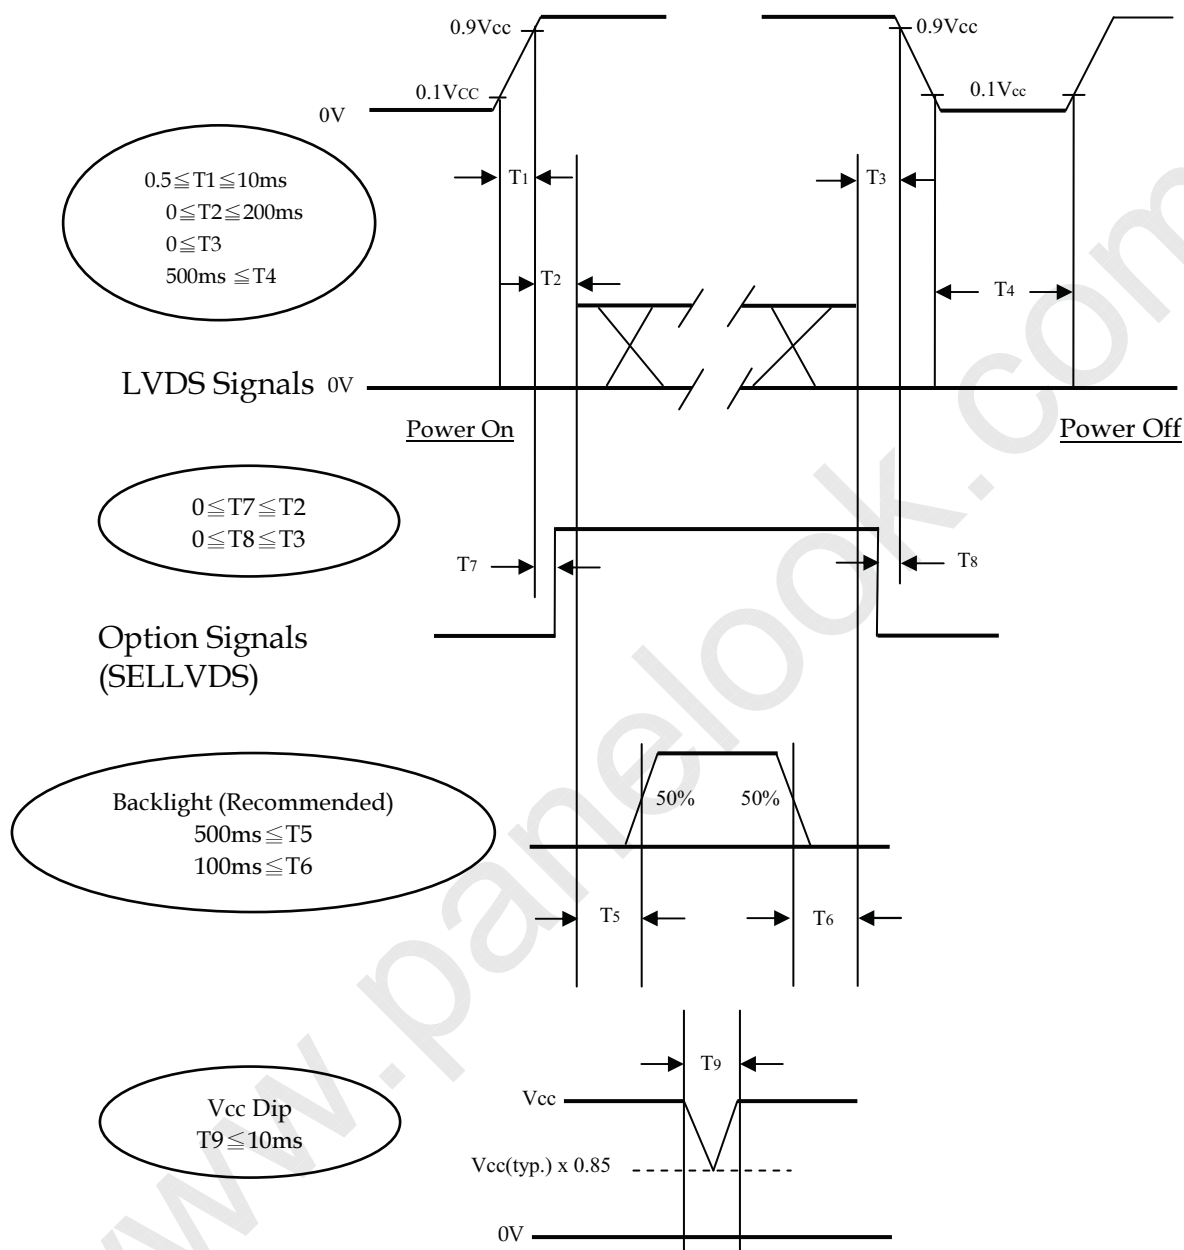 0.9Vcc
0.9Vcc
0.1Vcc
0.1Vcc
0V
0.5≦T1≦10ms
0≦T2≦200ms
0≦T3
500ms ≦T4
T1
T3
T2
T4
LVDS Signals
0V
Power On
Power Off
0≦T7≦T2
0≦T8≦T3
T7
T8
Option Signals
(SELLVDS)
Backlight (Recommended)
500ms≦T5
100ms≦T6
50%
50%
T5
T6
T9
Vcc Dip
T9≦10ms
Vcc
Vcc(typ.) x 0.85
0V
www.panelook.com